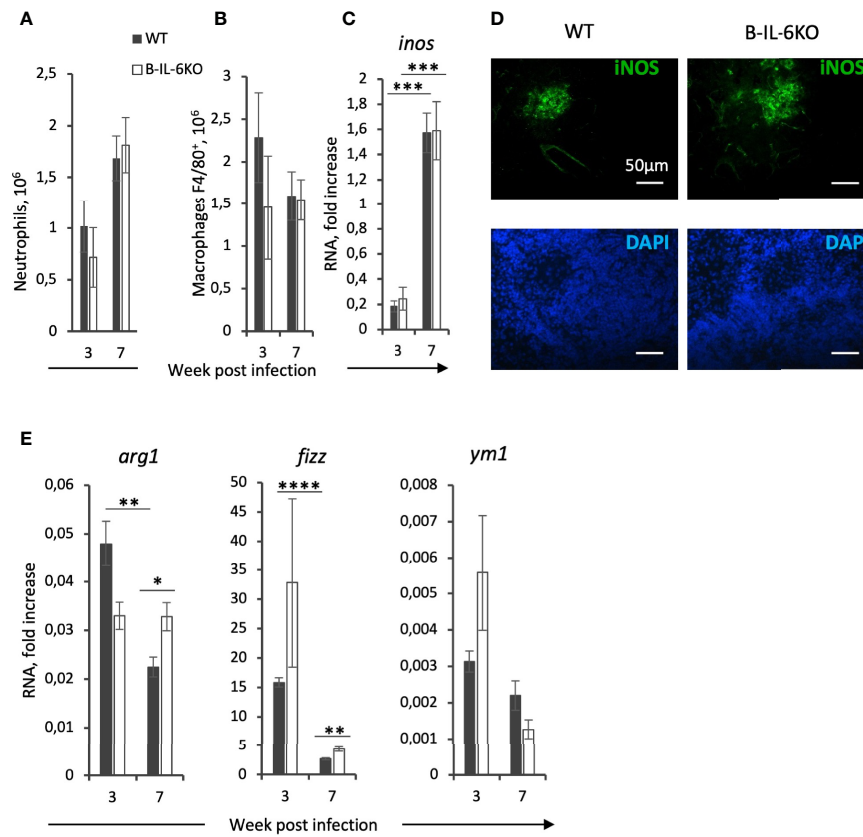 A
B
C
D
WT
B-IL-6KO
inos
WT
B-IL-6KO
Neutrophils, 10⁶
2,5
2
1,5
1
0,5
0
3 7
Macrophages F4/80⁺, 10⁶
4
3,5
3
2,5
2
1,5
1
0,5
0
3 7
RNA, fold increase
2
1,8
1,6
1,4
1,2
1
0,8
0,6
0,4
0,2
0
***
***
3 7
Week post infection
iNOS
50µm
iNOS
DAPI
DAP
E
arg1
RNA, fold increase
0,06
0,05
0,04
0,03
0,02
0,01
0
**
*
3 7
fizz
50
45
40
35
30
25
20
15
10
5
0
****
**
3 7
ym1
0,008
0,007
0,006
0,005
0,004
0,003
0,002
0,001
0
3 7
Week post infection